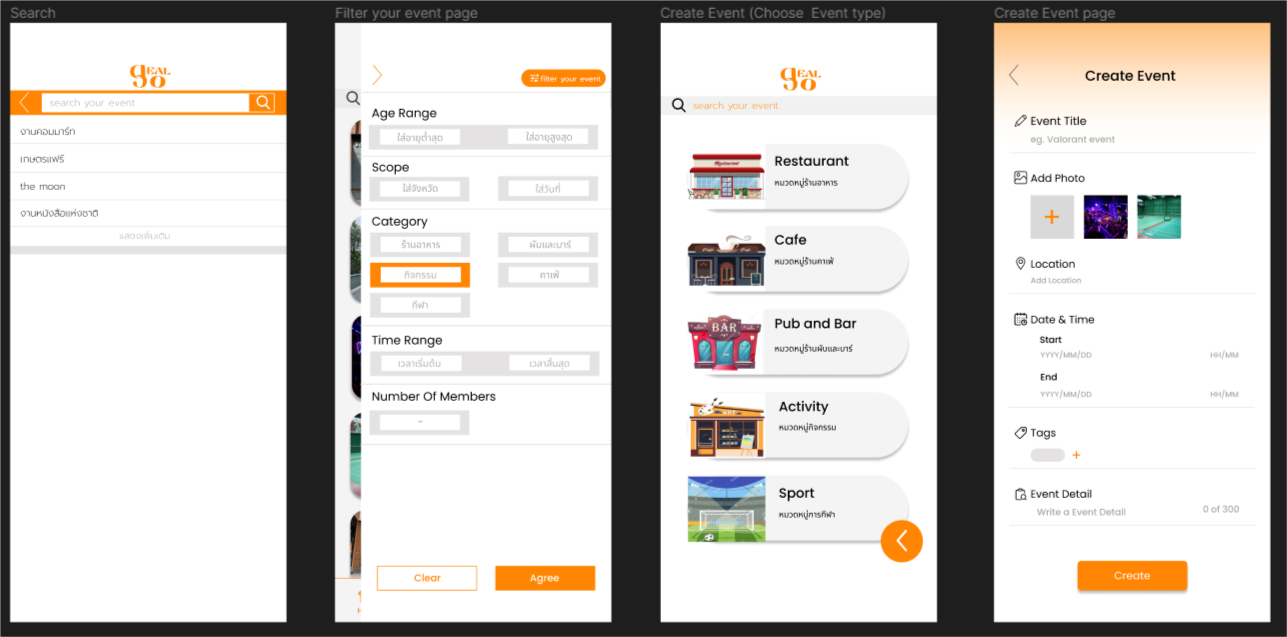 Search
geal
go
search your event
งานคอมมาร์ท
เกษตรแฟร์
the moon
งานหนังสือแห่งชาติ
แสดงเพิ่มเติม
Filter your event page
filter your event
Age Range
ใส่อายุต่ำสุด
ใส่อายุสูงสุด
Scope
ใส่จังหวัด
ใส่วันที่
Category
ร้านอาหาร
ผับและบาร์
กิจกรรม
คาเฟ่
กีฬา
Time Range
เวลาเริ่มต้น
เวลาสิ้นสุด
Number Of Members
-
Clear
Agree
Create Event (Choose Event type)
geal
go
search your event
Restaurant
Restaurant
หมวดหมู่ร้านอาหาร
Cafe
หมวดหมู่ร้านคาเฟ่
BAR
Pub and Bar
หมวดหมู่ร้านผับและบาร์
Activity
หมวดหมู่กิจกรรม
Sport
หมวดหมู่การกีฬา
Create Event page
Create Event
Event Title
eg. Valorant event
Add Photo
+
Location
Add Location
Date & Time
Start
YYYY/MM/DD
HH/MM
End
YYYY/MM/DD
HH/MM
Tags
+
Event Detail
Write a Event Detail
0 of 300
Create